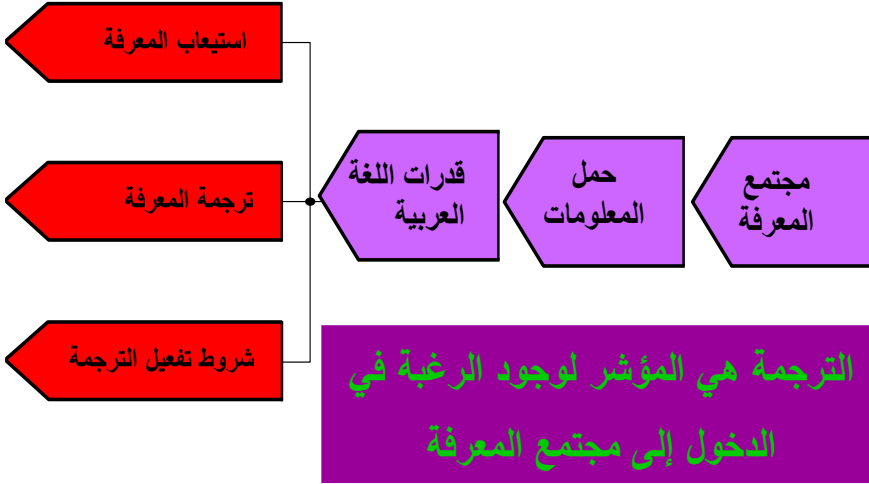 مجتمع
المعرفة
حمل
المعلومات
قدرات اللغة
العربية
استيعاب المعرفة
ترجمة المعرفة
شروط تفعيل الترجمة
الترجمة هي المؤشر لوجود الرغبة في
الدخول إلى مجتمع المعرفة